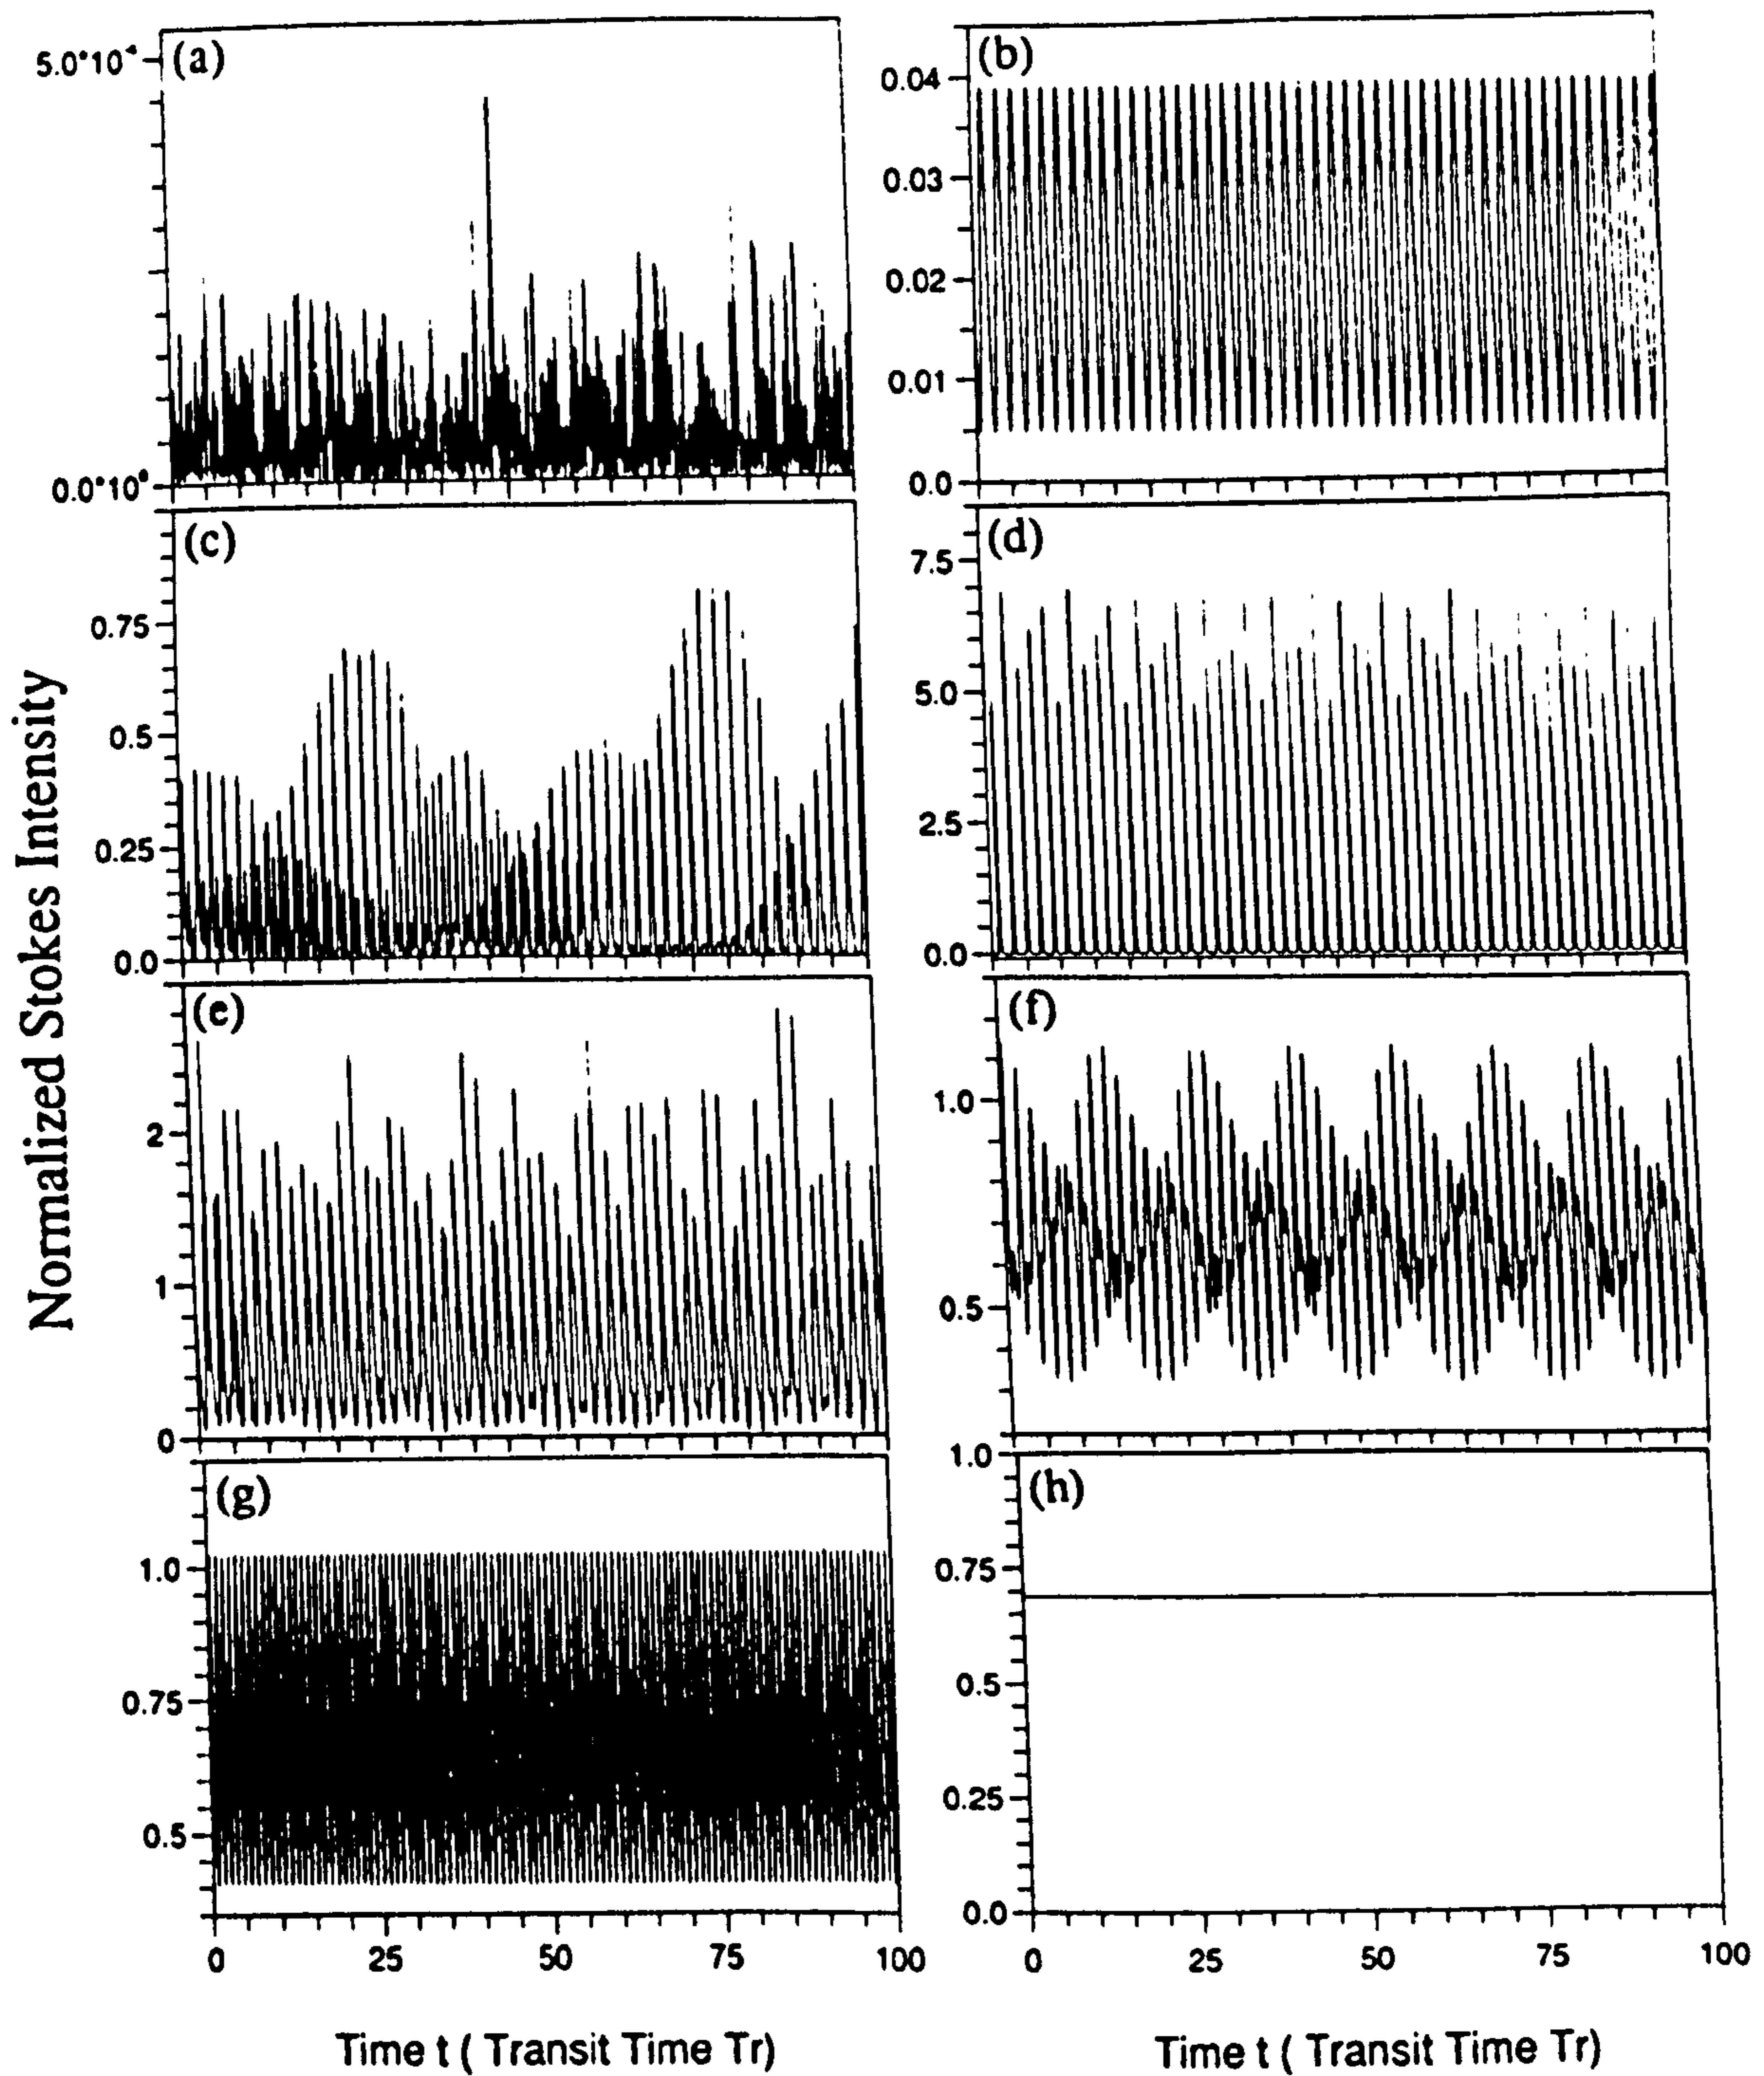 Normalized Stokes Intensity
(a)
5.0*10⁻⁴
0.0*10⁰
(b)
0.04
0.03
0.02
0.01
0.0
(c)
0.75
0.5
0.25
0.0
(d)
7.5
5.0
2.5
0.0
(e)
2
1
0
(f)
1.0
0.5
(g)
1.0
0.75
0.5
0 25 50 75 100
(h)
1.0
0.75
0.5
0.25
0.0
0 25 50 75 100
Time t ( Transit Time Tr)
Time t ( Transit Time Tr)